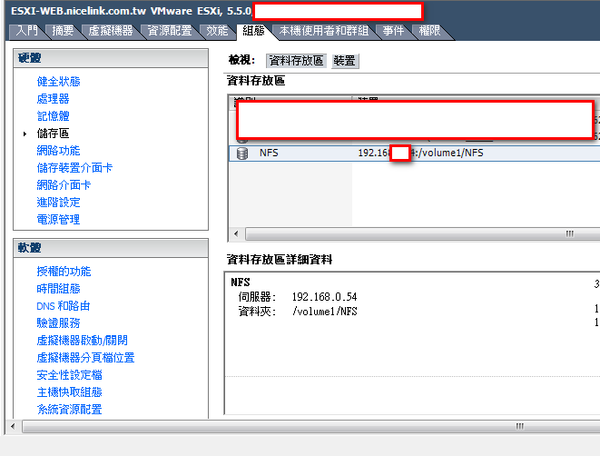 ESXI-WEB.nicelink.com.tw VMware ESXi, 5.5.0,
入門 摘要 虛擬機器 資源配置 效能 組態 本機使用者和群組 事件 權限
硬體
健全狀態
處理器
記憶體
儲存區
網路功能
儲存裝置介面卡
網路介面卡
進階設定
電源管理
軟體
授權的功能
時間組態
DNS 和路由
驗證服務
虛擬機器啟動/關閉
虛擬機器分頁檔位置
安全性設定檔
主機快取組態
系統資源配置
檢視: 資料存放區 裝置
資料存放區
NFS 192.16 4:/volume1/NFS
資料存放區詳細資料
NFS 3
伺服器: 192.168.0.54
資料夾: /volume1/NFS 1
1